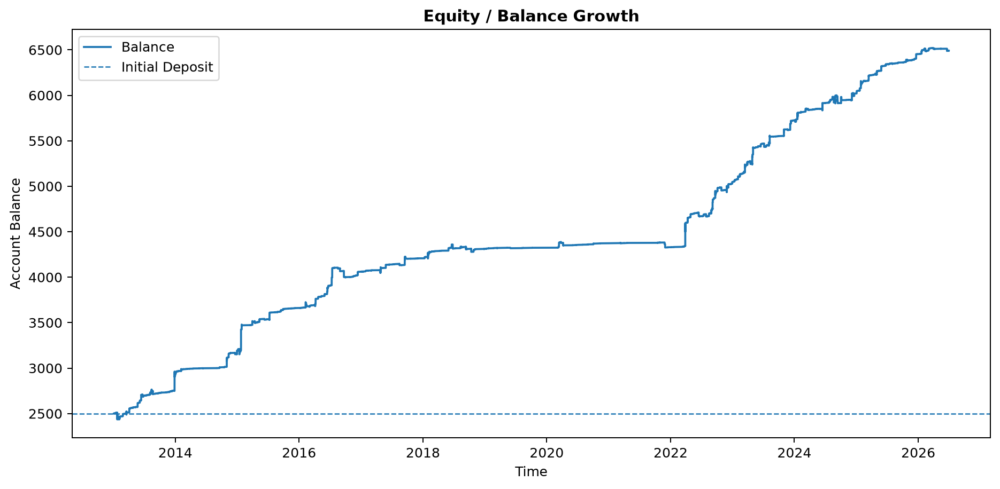 Equity / Balance Growth
Balance
Initial Deposit
Account Balance
6500
6000
5500
5000
4500
4000
3500
3000
2500
2014 2016 2018 2020 2022 2024 2026
Time